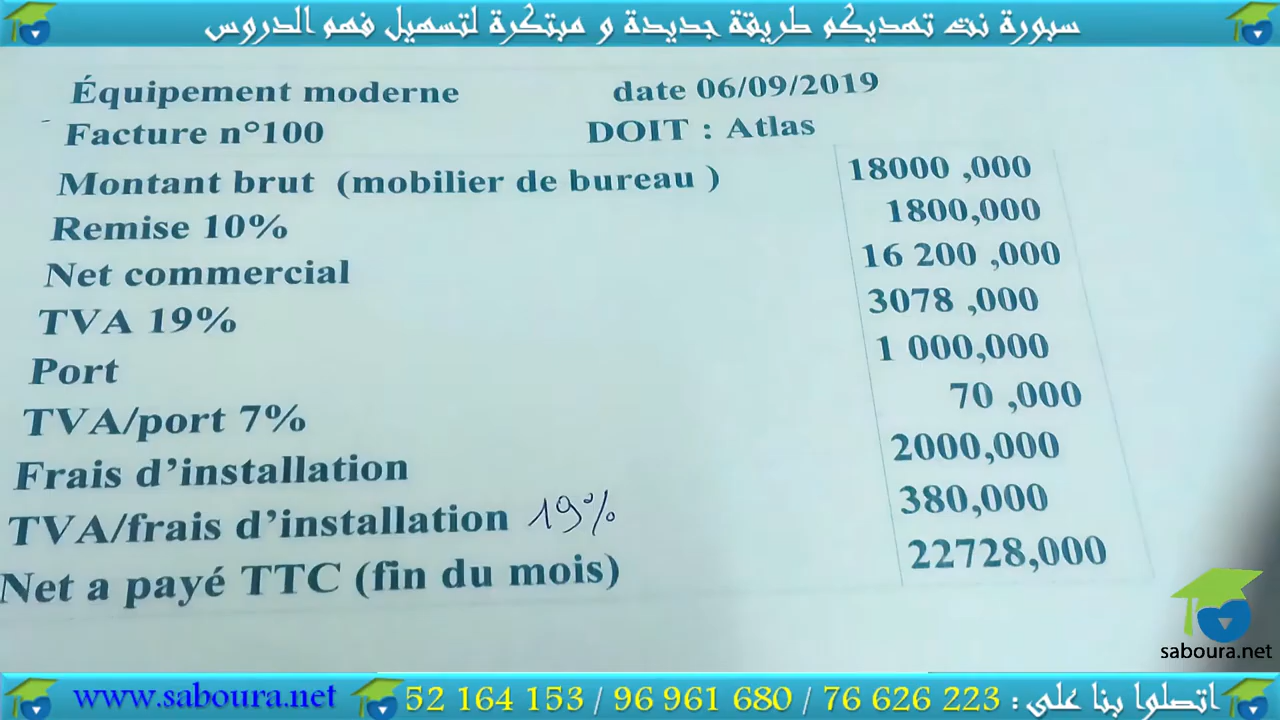 سبورة نت تهديكم طريقة جديدة و مبتكرة لتسهيل فهم الدروس
Équipement moderne date 06/09/2019
Facture n°100 DOIT : Atlas
Montant brut (mobilier de bureau ) 18000 ,000
Remise 10% 1800,000
Net commercial 16 200 ,000
TVA 19% 3078 ,000
Port 1 000,000
TVA/port 7% 70 ,000
Frais d’installation 2000,000
TVA/frais d’installation 19% 380,000
Net a payé TTC (fin du mois) 22728,000
saboura.net
www.saboura.net 52 164 153 / 96 961 680 / 76 626 223 : اتصلوا بنا على